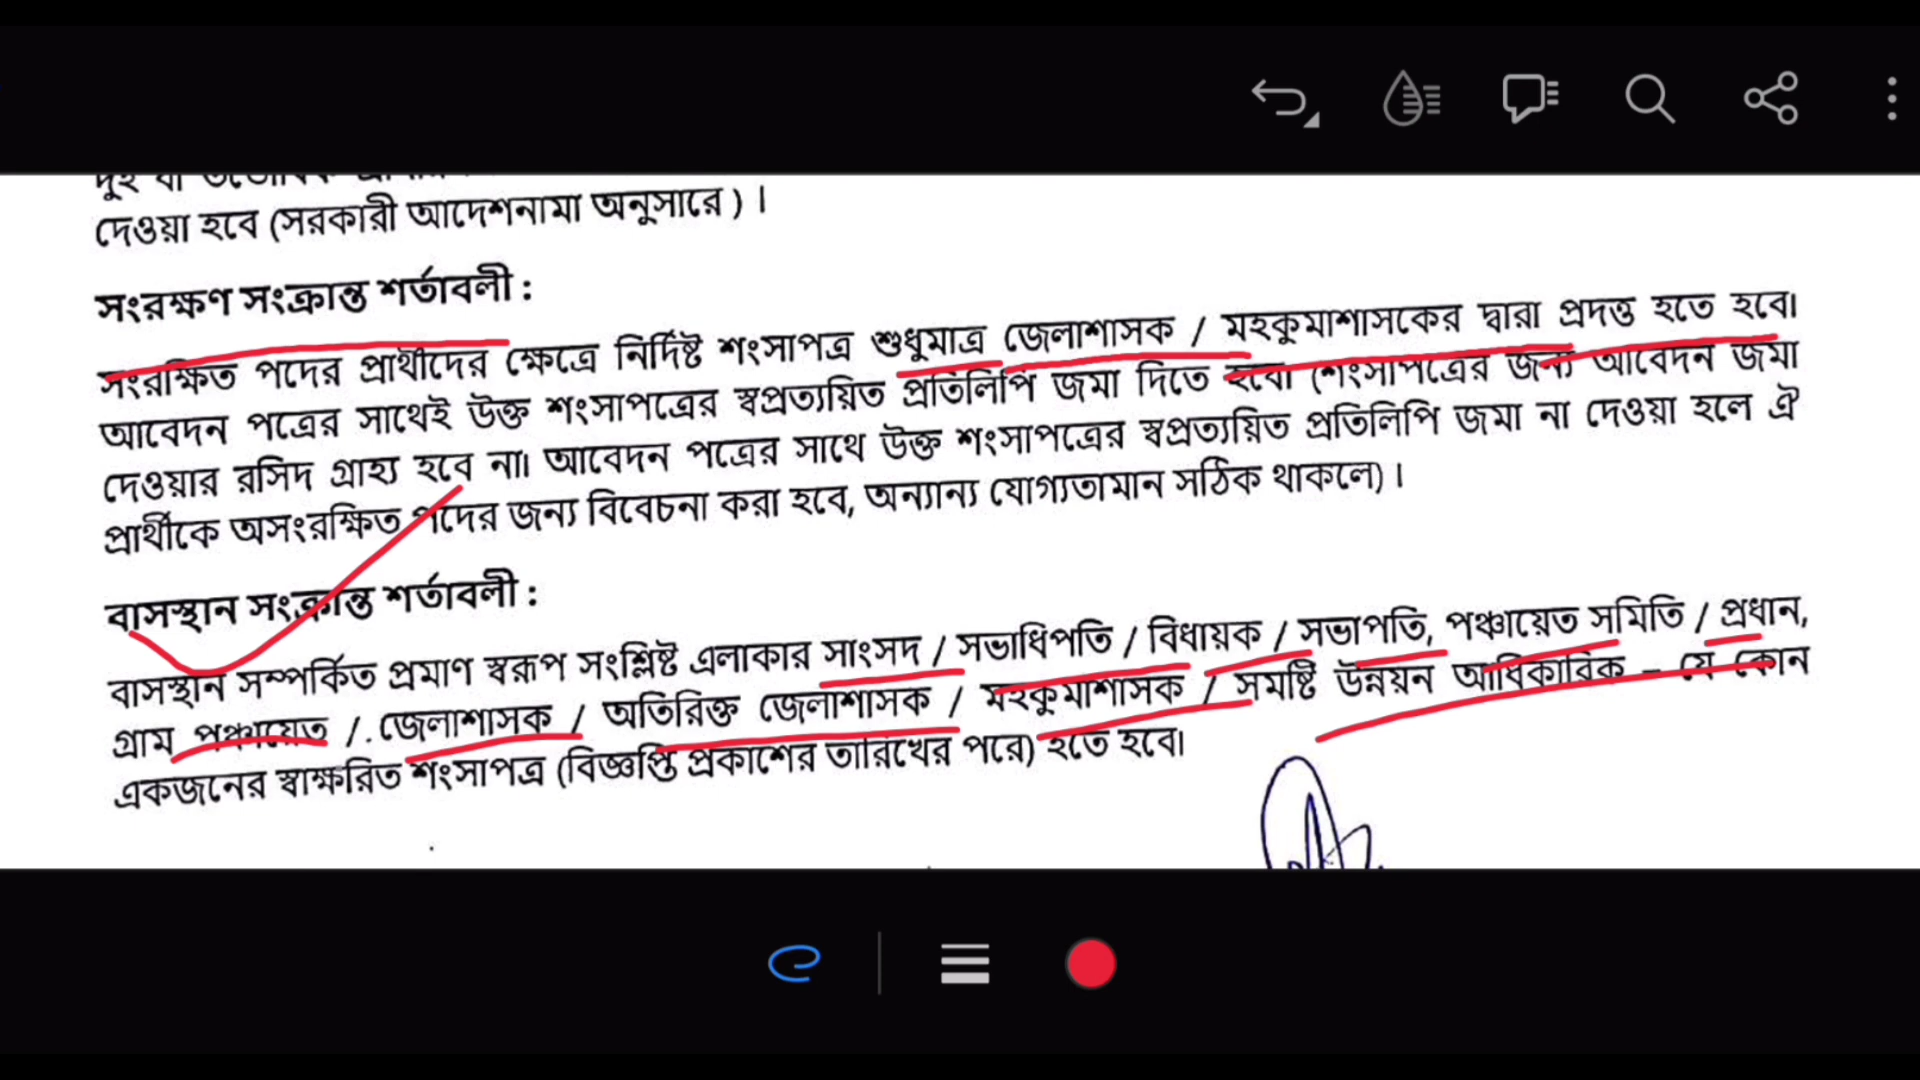 দেওয়া হবে (সরকারী আদেশনামা অনুসারে ) ।
সংরক্ষণ সংক্রান্ত শর্তাবলী :
সংরক্ষিত পদের প্রার্থীদের ক্ষেত্রে নির্দিষ্ট শংসাপত্র শুধুমাত্র জেলাশাসক / মহকুমাশাসকের দ্বারা প্রদত্ত হতে হবে।
আবেদন পত্রের সাথেই উক্ত শংসাপত্রের স্বপ্রত্যয়িত প্রতিলিপি জমা দিতে হবে। (শংসাপত্রের জন্য আবেদন জমা
দেওয়ার রসিদ গ্রাহ্য হবে না। আবেদন পত্রের সাথে উক্ত শংসাপত্রের স্বপ্রত্যয়িত প্রতিলিপি জমা না দেওয়া হলে ঐ
প্রার্থীকে অসংরক্ষিত পদের জন্য বিবেচনা করা হবে, অন্যান্য যোগ্যতামান সঠিক থাকলে) ।
বাসস্থান সংক্রান্ত শর্তাবলী :
বাসস্থান সম্পর্কিত প্রমাণ স্বরূপ সংশ্লিষ্ট এলাকার সাংসদ / সভাধিপতি / বিধায়ক / সভাপতি, পঞ্চায়েত সমিতি / প্রধান,
গ্রাম পঞ্চায়েত /. জেলাশাসক / অতিরিক্ত জেলাশাসক / মহকুমাশাসক / সমষ্টি উন্নয়ন আধিকারিক – যে কোন
একজনের স্বাক্ষরিত শংসাপত্র (বিজ্ঞপ্তি প্রকাশের তারিখের পরে) হতে হবে।